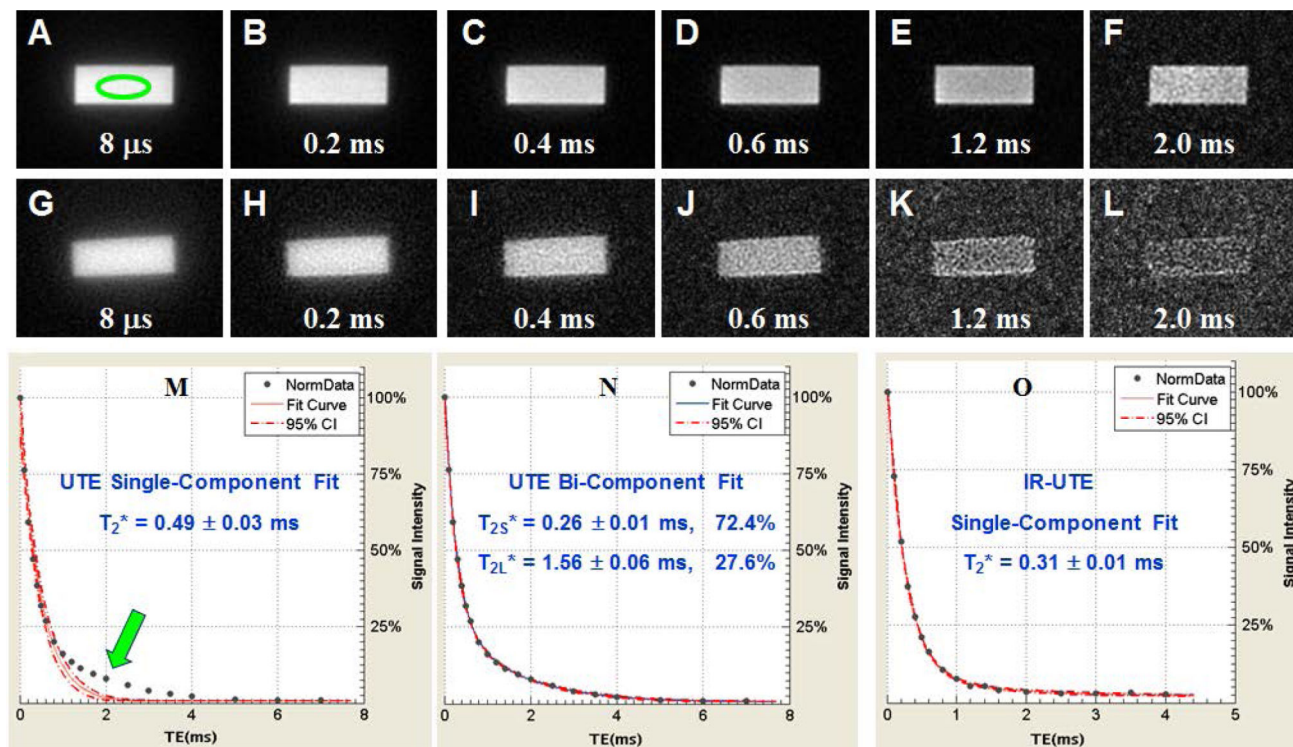 A
B
C
D
E
F
8 μs
0.2 ms
0.4 ms
0.6 ms
1.2 ms
2.0 ms
G
H
I
J
K
L
8 μs
0.2 ms
0.4 ms
0.6 ms
1.2 ms
2.0 ms
M
NormData
Fit Curve
95% CI
UTE Single-Component Fit
T2* = 0.49 ± 0.03 ms
100%
75%
50%
25%
Signal Intensity
0 2 4 6 8
TE(ms)
N
NormData
Fit Curve
95% CI
UTE Bi-Component Fit
T2S* = 0.26 ± 0.01 ms, 72.4%
T2L* = 1.56 ± 0.06 ms, 27.6%
100%
75%
50%
25%
Signal Intensity
0 2 4 6 8
TE(ms)
O
NormData
Fit Curve
95% CI
IR-UTE
Single-Component Fit
T2* = 0.31 ± 0.01 ms
100%
75%
50%
25%
Signal Intensity
0 1 2 3 4 5
TE(ms)